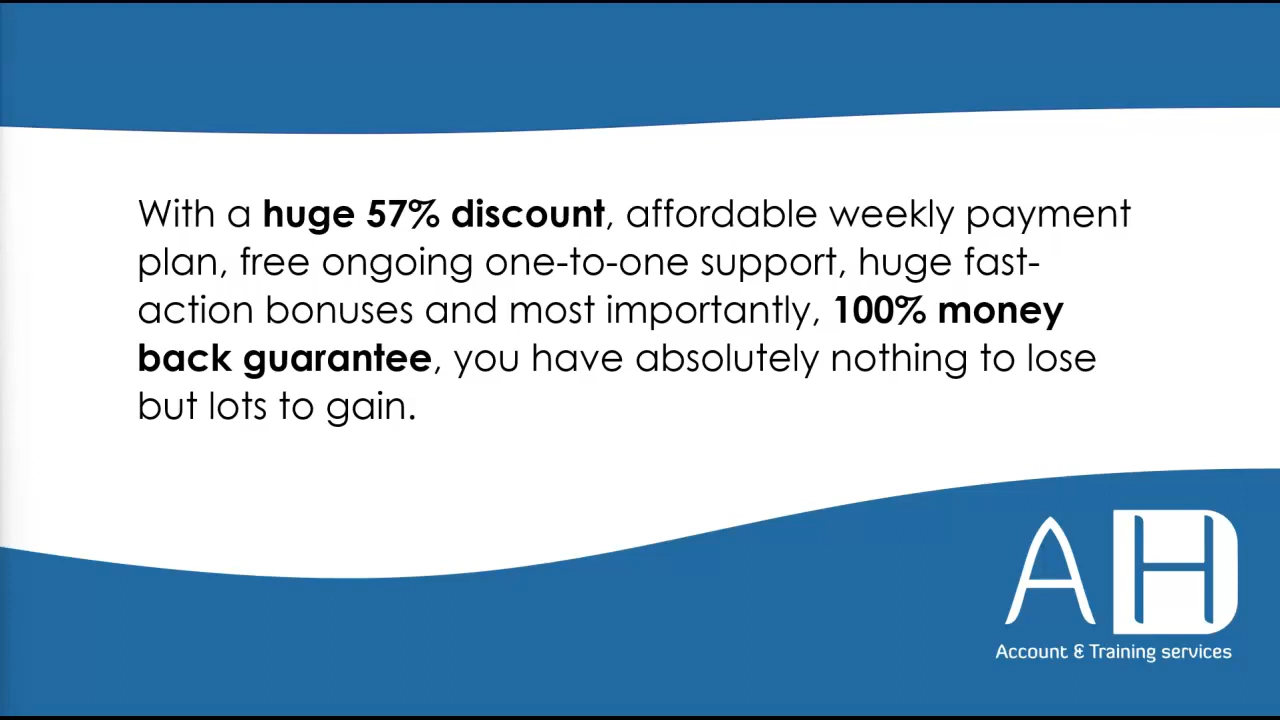 With a huge 57% discount, affordable weekly payment
plan, free ongoing one-to-one support, huge fast-
action bonuses and most importantly, 100% money
back guarantee, you have absolutely nothing to lose
but lots to gain.
AHD
Account & Training services